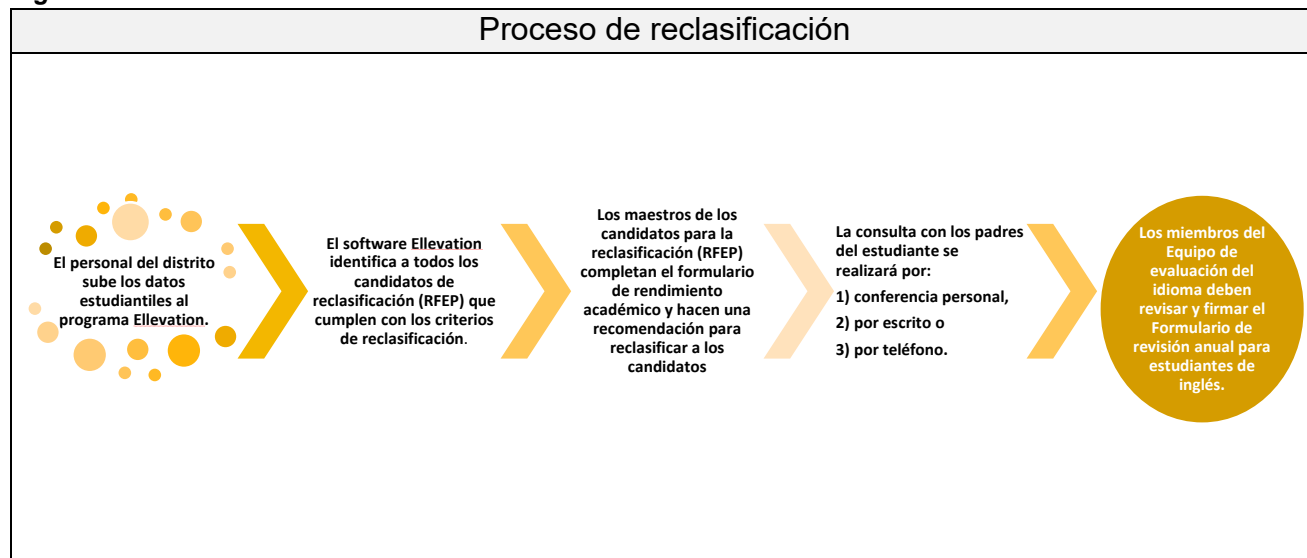 Proceso de reclasificación
El personal del distrito
sube los datos
estudiantiles al
programa Ellevation.
El software Ellevation
identifica a todos los
candidatos de
reclasificación (RFEP) que
cumplen con los criterios
de reclasificación.
Los maestros de los
candidatos para la
reclasificación (RFEP)
completan el formulario
de rendimiento
académico y hacen una
recomendación para
reclasificar a los
candidatos
La consulta con los padres
del estudiante se
realizará por:
1) conferencia personal,
2) por escrito o
3) por teléfono.
Los miembros del
Equipo de
evaluación del
idioma deben
revisar y firmar el
Formulario de
revisión anual para
estudiantes de
inglés.